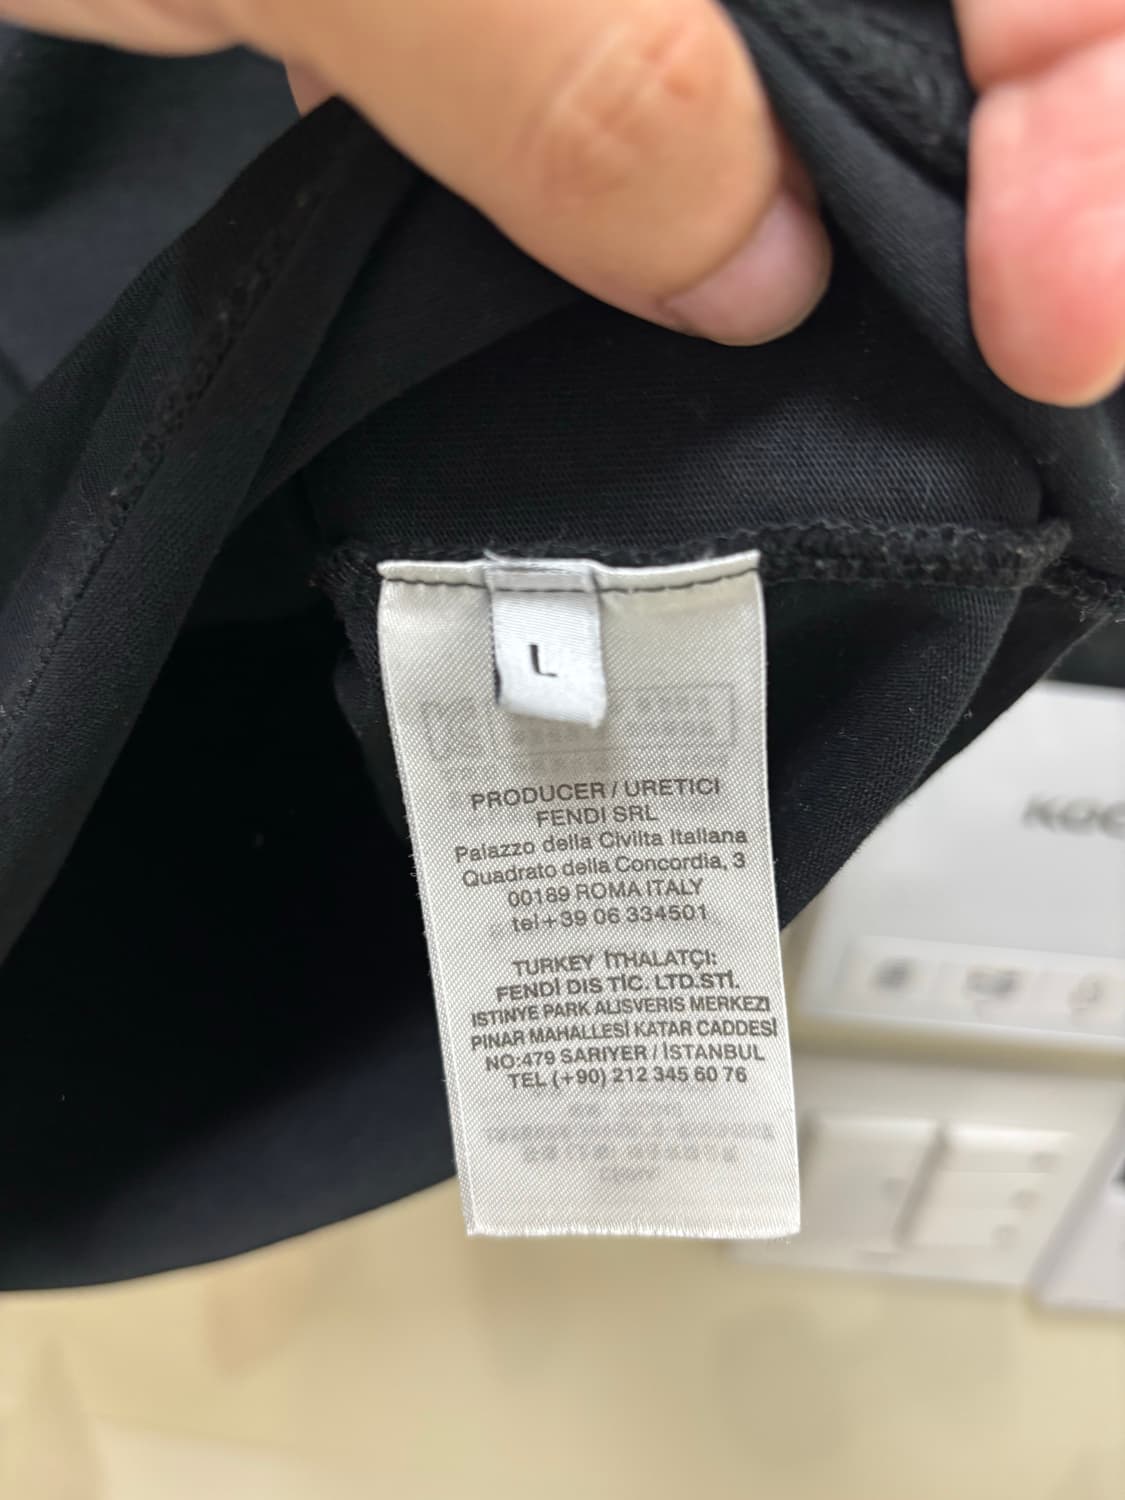 L
PRODUCER / URETICI
FENDI SRL
Palazzo della Civilta Italiana
Quadrato della Concordia, 3
00189 ROMA ITALY
tel+39 06 334501
TURKEY İTHALATÇI:
FENDİ DIS TİC. LTD.STİ.
ISTINYE PARK ALISVERIS MERKEZI
PINAR MAHALLESİ KATAR CADDESİ
NO:479 SARIYER / İSTANBUL
TEL (+90) 212 345 60 76